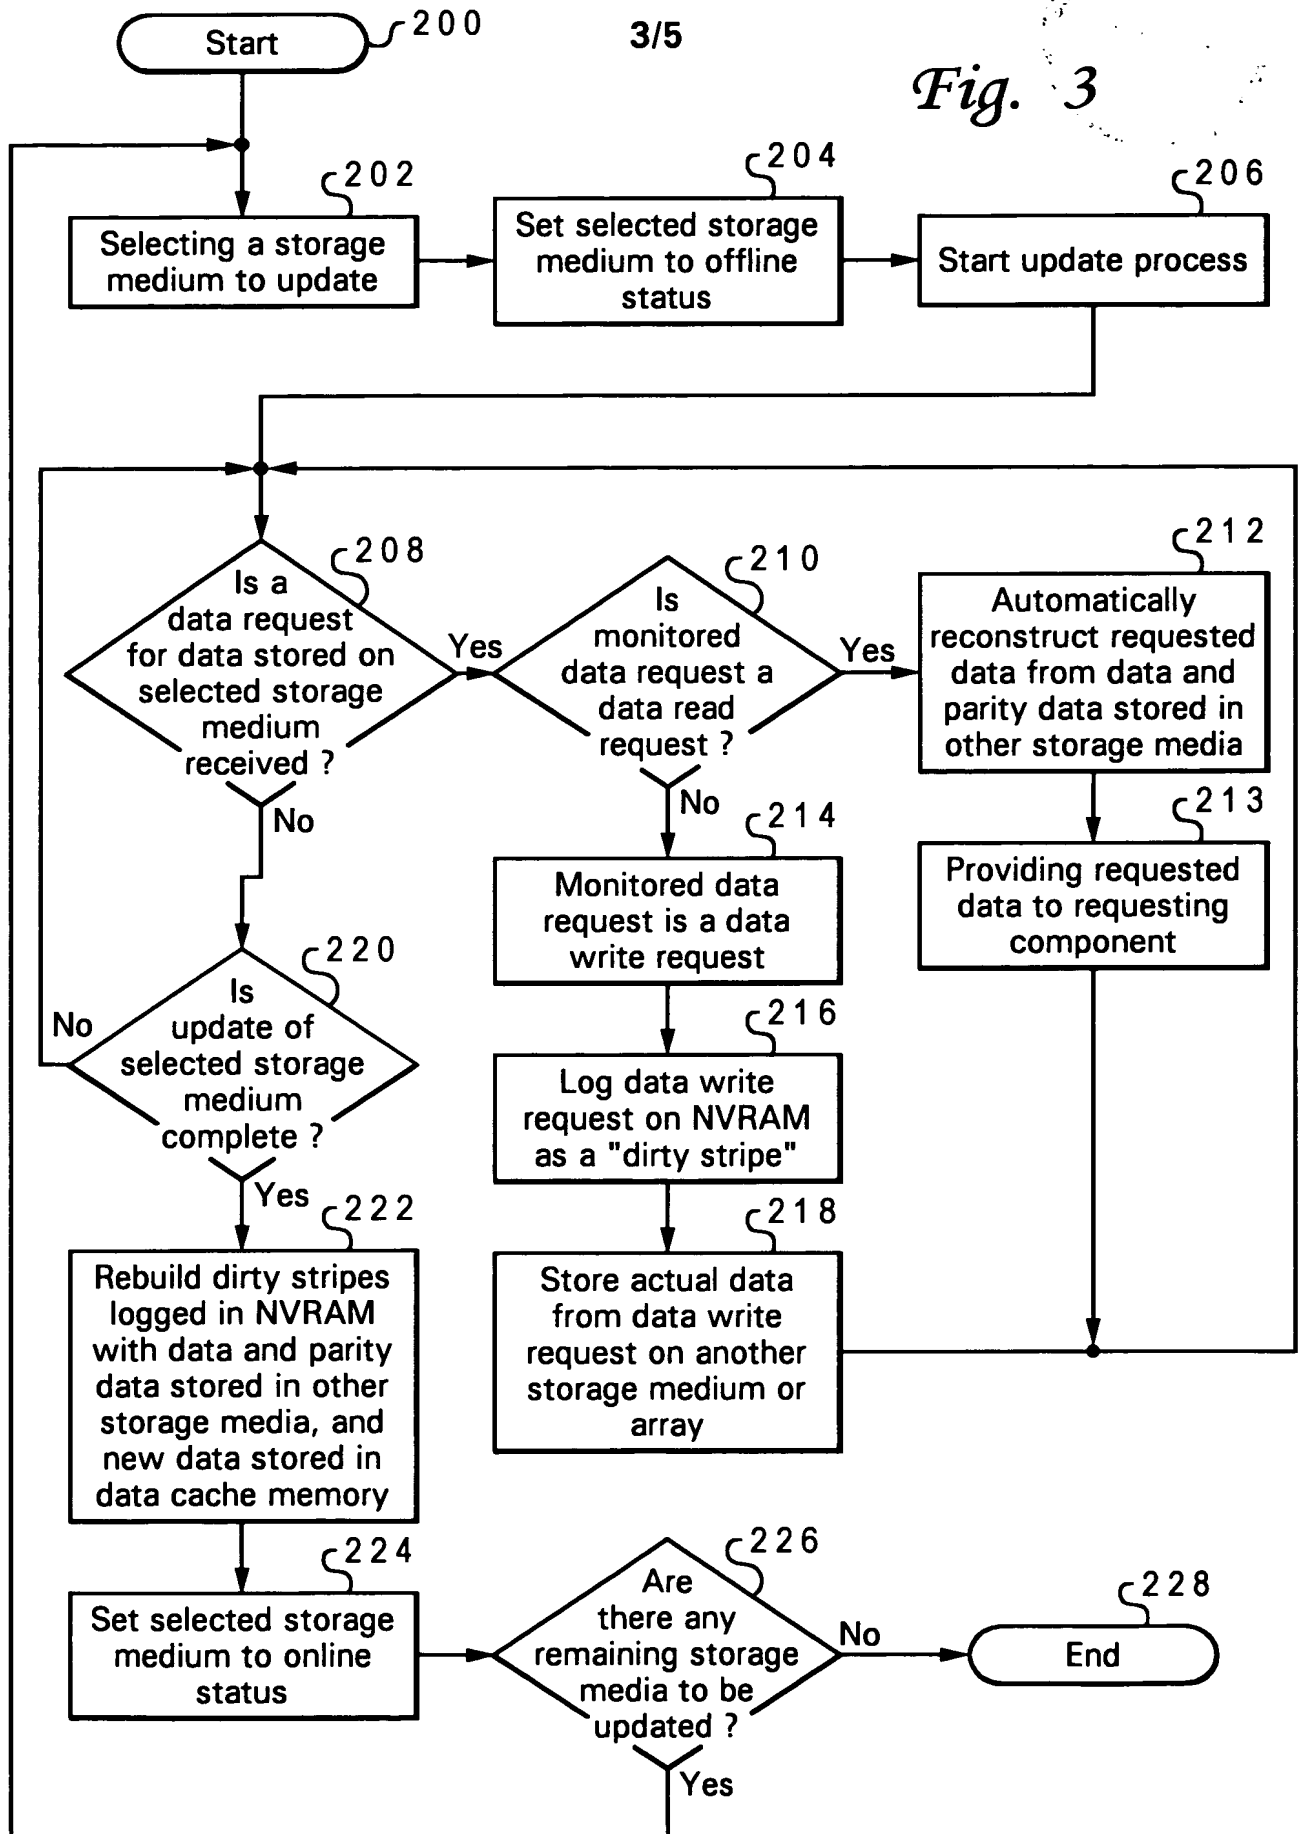 Start
200
3/5
Fig. 3
202
Selecting a storage
medium to update
204
Set selected storage
medium to offline
status
206
Start update process
208
Is a
data request
for data stored on
selected storage
medium
received ?
Yes
No
210
Is
monitored
data request a
data read
request ?
Yes
No
212
Automatically
reconstruct requested
data from data and
parity data stored in
other storage media
213
Providing requested
data to requesting
component
214
Monitored data
request is a data
write request
216
Log data write
request on NVRAM
as a "dirty stripe"
218
Store actual data
from data write
request on another
storage medium or
array
220
Is
update of
selected storage
medium
complete ?
No
Yes
222
Rebuild dirty stripes
logged in NVRAM
with data and parity
data stored in other
storage media, and
new data stored in
data cache memory
224
Set selected storage
medium to online
status
226
Are
there any
remaining storage
media to be
updated ?
No
Yes
228
End